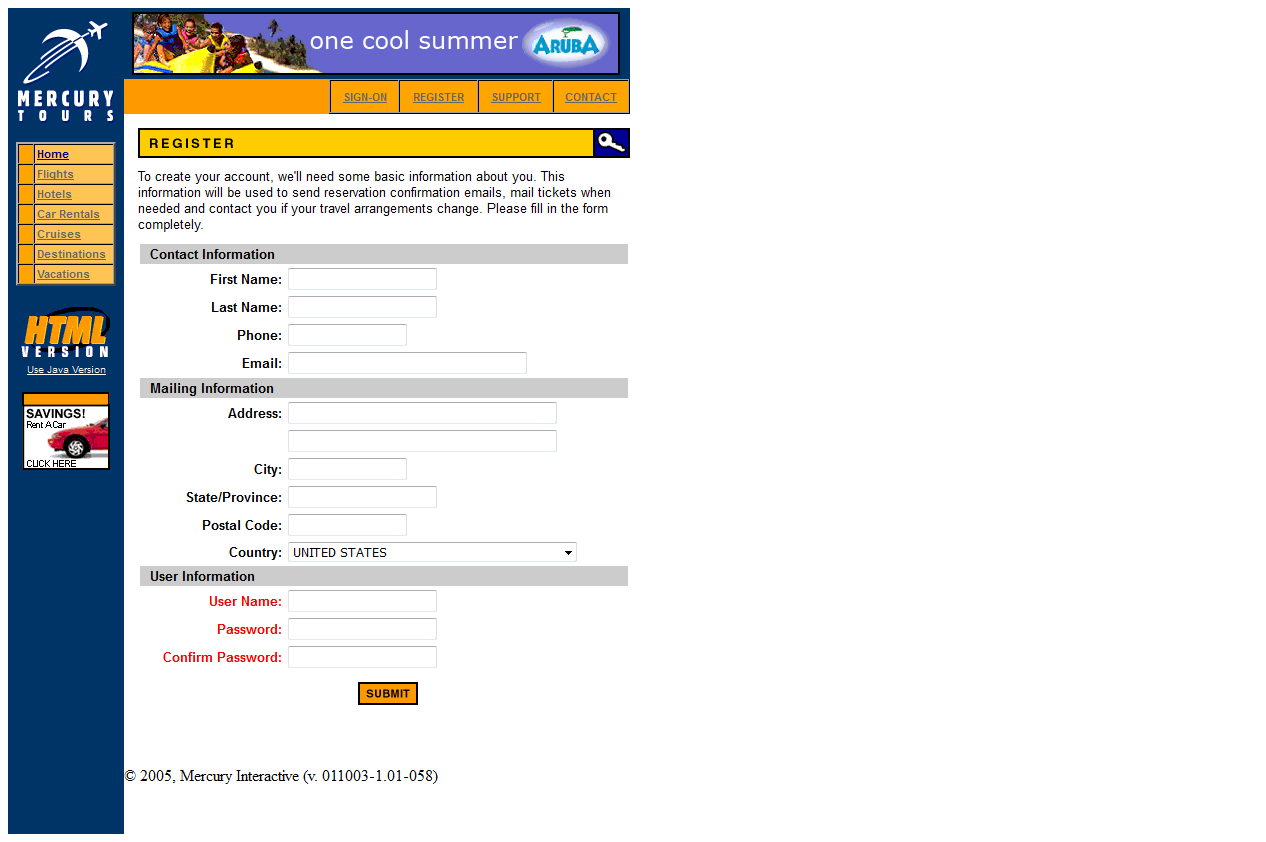 one cool summer
ARUBA
MERCURY
TOURS
SIGN-ON
REGISTER
SUPPORT
CONTACT
Home
Flights
Hotels
Car Rentals
Cruises
Destinations
Vacations
HTML
VERSION
Use Java Version
SAVINGS!
Rent A Car
CLICK HERE
REGISTER
To create your account, we'll need some basic information about you. This
information will be used to send reservation confirmation emails, mail tickets when
needed and contact you if your travel arrangements change. Please fill in the form
completely.
Contact Information
First Name:
Last Name:
Phone:
Email:
Mailing Information
Address:
City:
State/Province:
Postal Code:
Country: UNITED STATES
User Information
User Name:
Password:
Confirm Password:
SUBMIT
© 2005, Mercury Interactive (v. 011003-1.01-058)